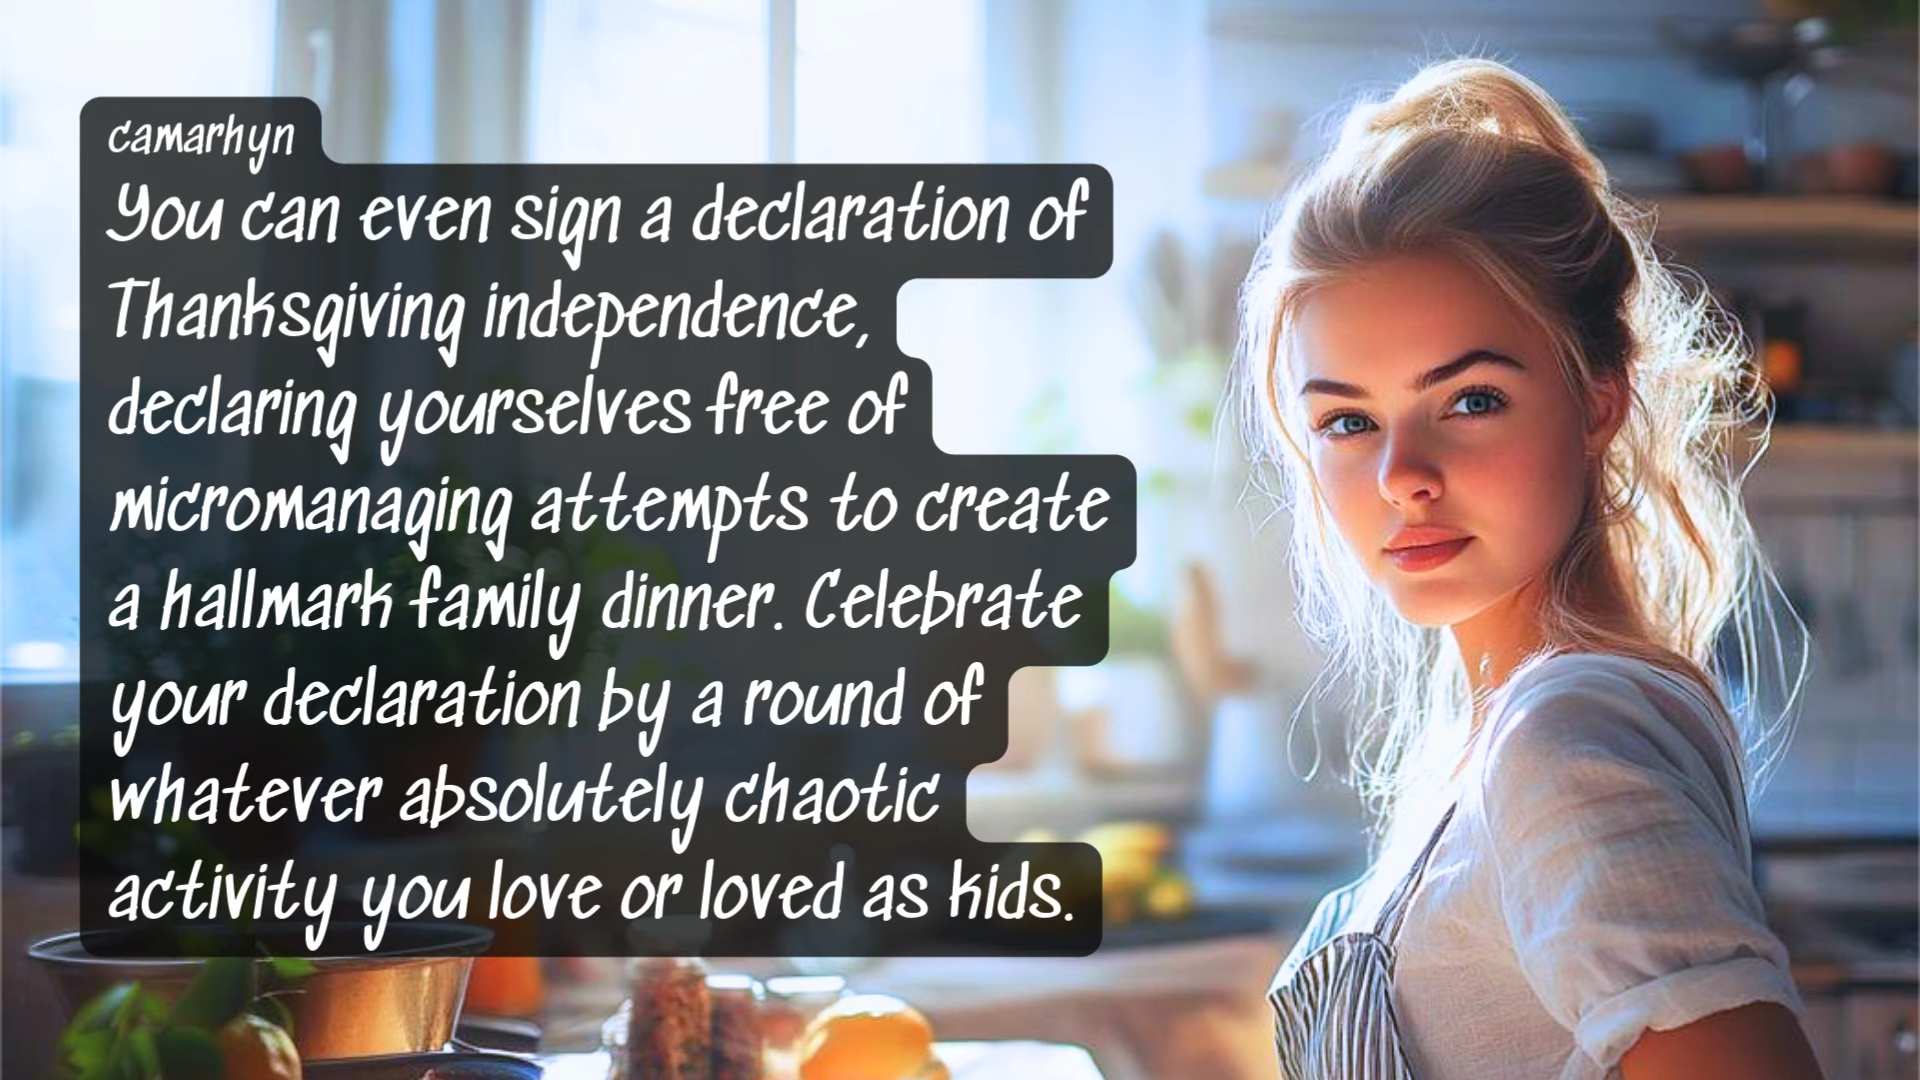 camarhyn
You can even sign a declaration of
Thanksgiving independence,
declaring yourselves free of
micromanaging attempts to create
a hallmark family dinner. Celebrate
your declaration by a round of
whatever absolutely chaotic
activity you love or loved as kids.